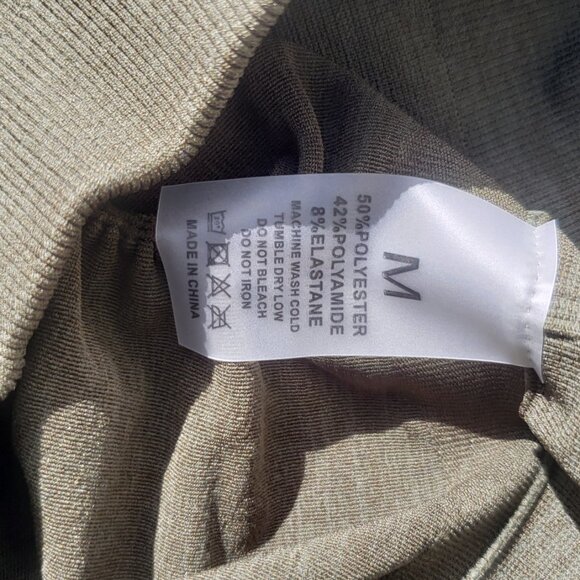 M
50%POLYESTER
42%POLYAMIDE
8%ELASTANE
MACHINE WASH COLD
TUMBLE DRY LOW
DO NOT BLEACH
DO NOT IRON
MADE IN CHINA